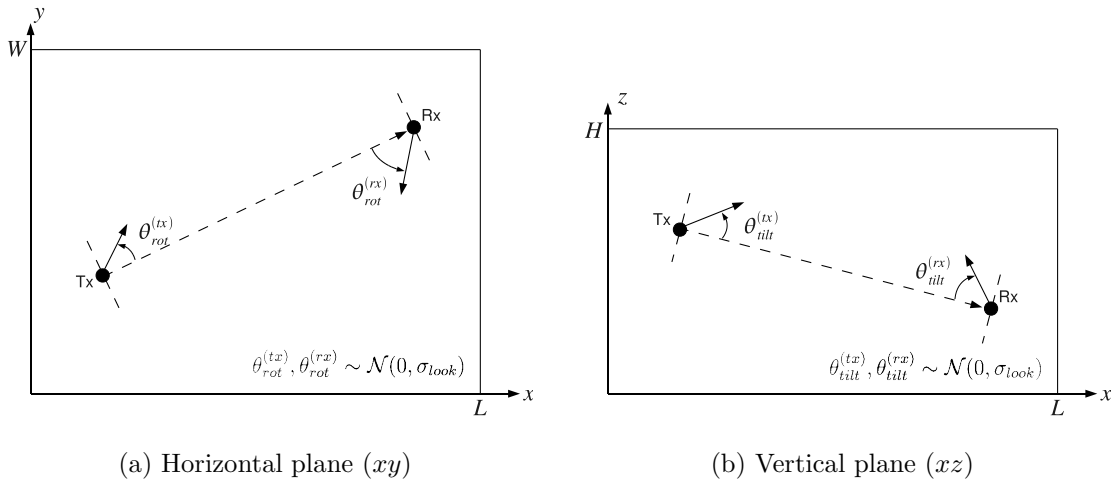 y
W
Rx
θ_rot^(rx)
θ_rot^(tx)
Tx
θ_rot^(tx), θ_rot^(rx) ∼ N(0, σ_look)
x
L
(a) Horizontal plane (xy)
z
H
Tx
θ_tilt^(tx)
θ_tilt^(rx)
Rx
θ_tilt^(tx), θ_tilt^(rx) ∼ N(0, σ_look)
x
L
(b) Vertical plane (xz)